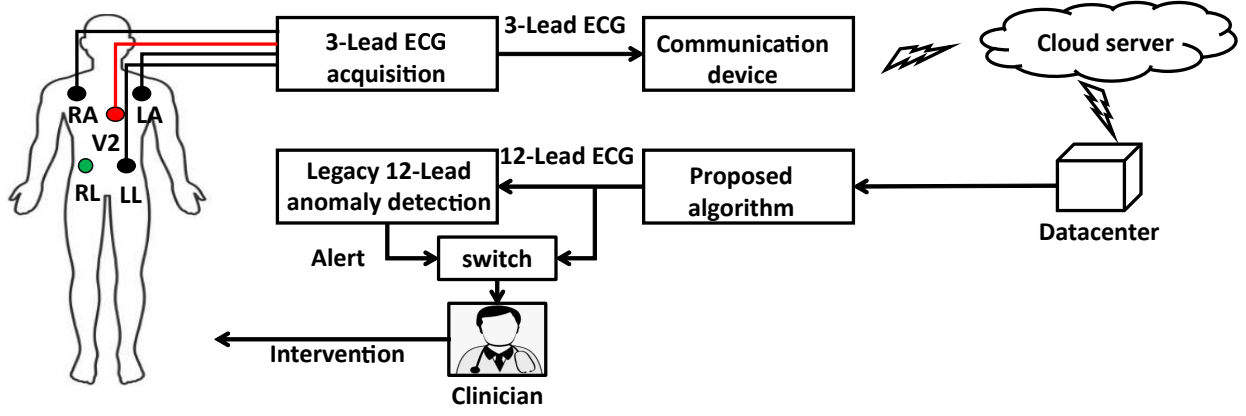 3-Lead ECG
acquisition
3-Lead ECG
Communication
device
Cloud server
RA
LA
V2
RL
LL
Legacy 12-Lead
anomaly detection
12-Lead ECG
Proposed
algorithm
Datacenter
Alert
switch
Intervention
Clinician